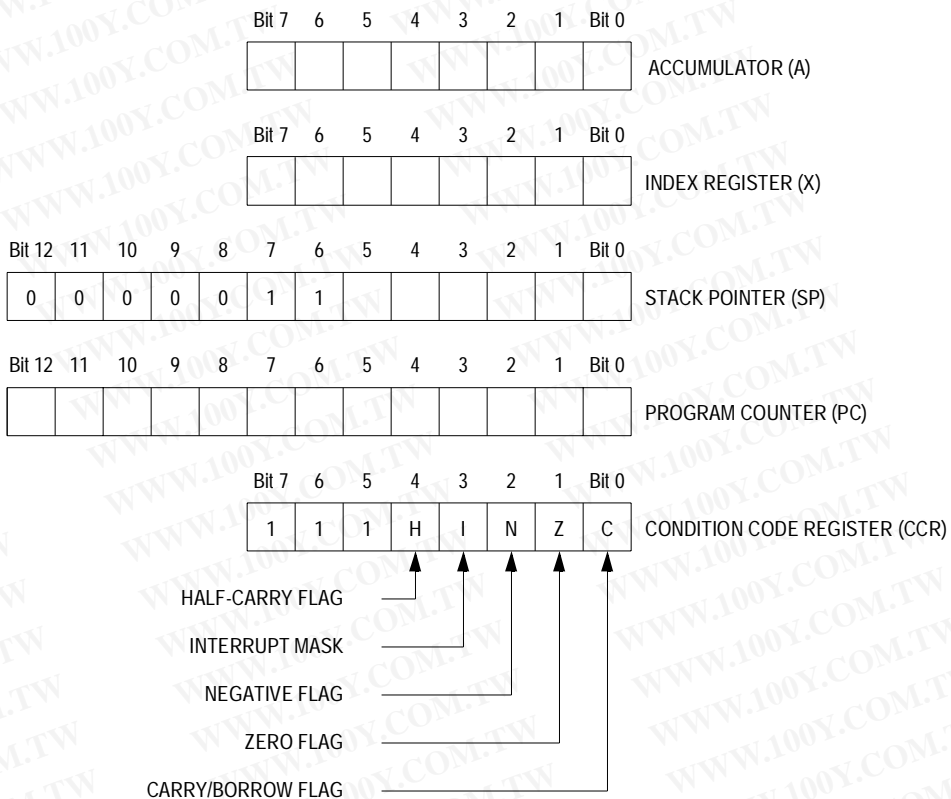 Bit 7 6 5 4 3 2 1 Bit 0
ACCUMULATOR (A)
Bit 7 6 5 4 3 2 1 Bit 0
INDEX REGISTER (X)
Bit 12 11 10 9 8 7 6 5 4 3 2 1 Bit 0
0 0 0 0 0 1 1 STACK POINTER (SP)
Bit 12 11 10 9 8 7 6 5 4 3 2 1 Bit 0
PROGRAM COUNTER (PC)
Bit 7 6 5 4 3 2 1 Bit 0
1 1 1 H I N Z C CONDITION CODE REGISTER (CCR)
HALF-CARRY FLAG
INTERRUPT MASK
NEGATIVE FLAG
ZERO FLAG
CARRY/BORROW FLAG
WWW.100Y.COM.TW